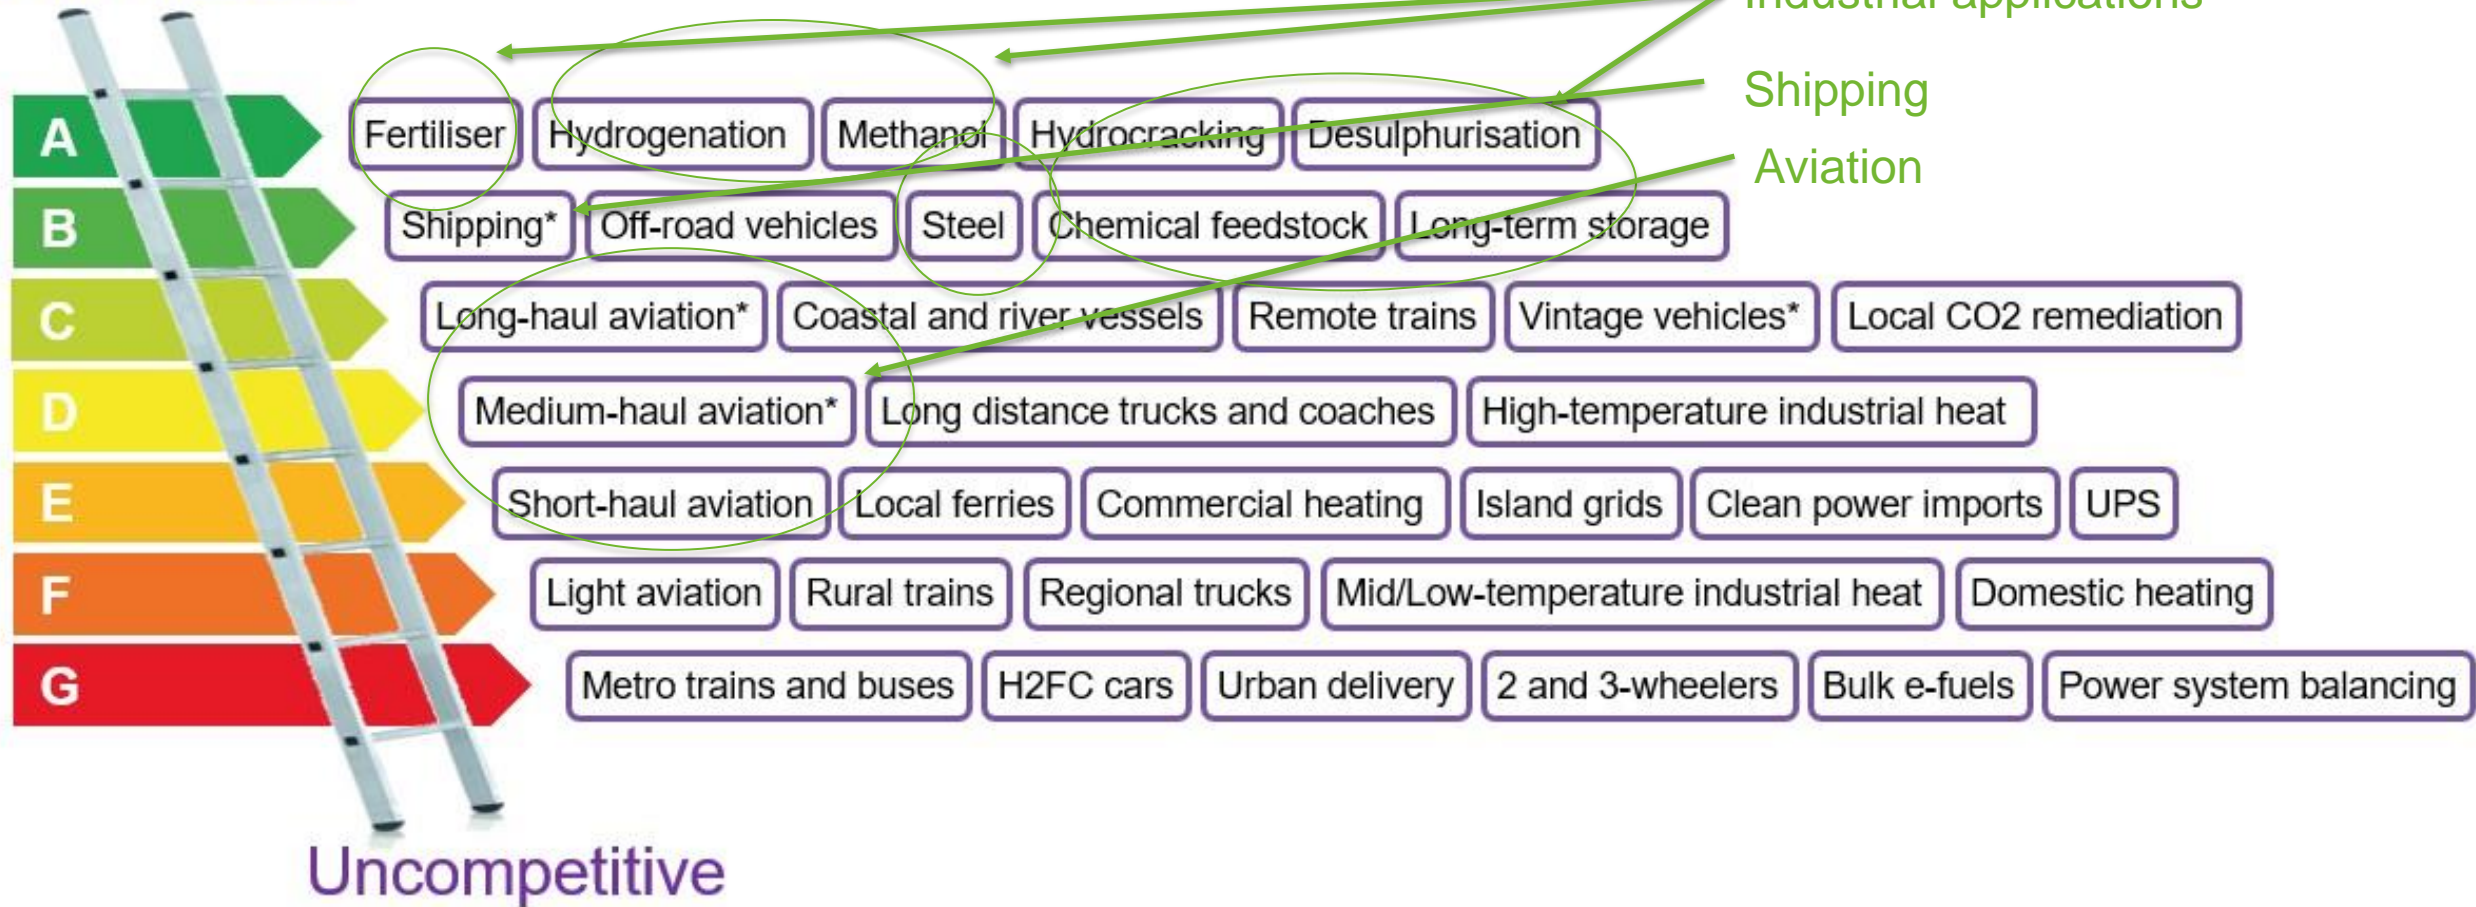 Industrial applications
Shipping
Aviation
A Fertiliser Hydrogenation Methanol Hydrocracking Desulphurisation
B Shipping* Off-road vehicles Steel Chemical feedstock Long-term storage
C Long-haul aviation* Coastal and river vessels Remote trains Vintage vehicles* Local CO2 remediation
D Medium-haul aviation* Long distance trucks and coaches High-temperature industrial heat
E Short-haul aviation Local ferries Commercial heating Island grids Clean power imports UPS
F Light aviation Rural trains Regional trucks Mid/Low-temperature industrial heat Domestic heating
G Metro trains and buses H2FC cars Urban delivery 2 and 3-wheelers Bulk e-fuels Power system balancing
Uncompetitive